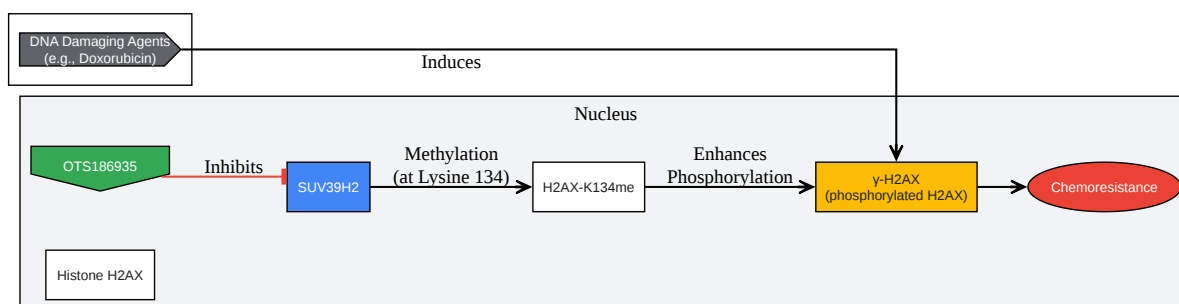 DNA Damaging Agents
(e.g., Doxorubicin)
Induces
Nucleus
OTS186935
Inhibits
SUV39H2
Methylation
(at Lysine 134)
H2AX-K134me
Enhances
Phosphorylation
γ-H2AX
(phosphorylated H2AX)
Chemoresistance
Histone H2AX